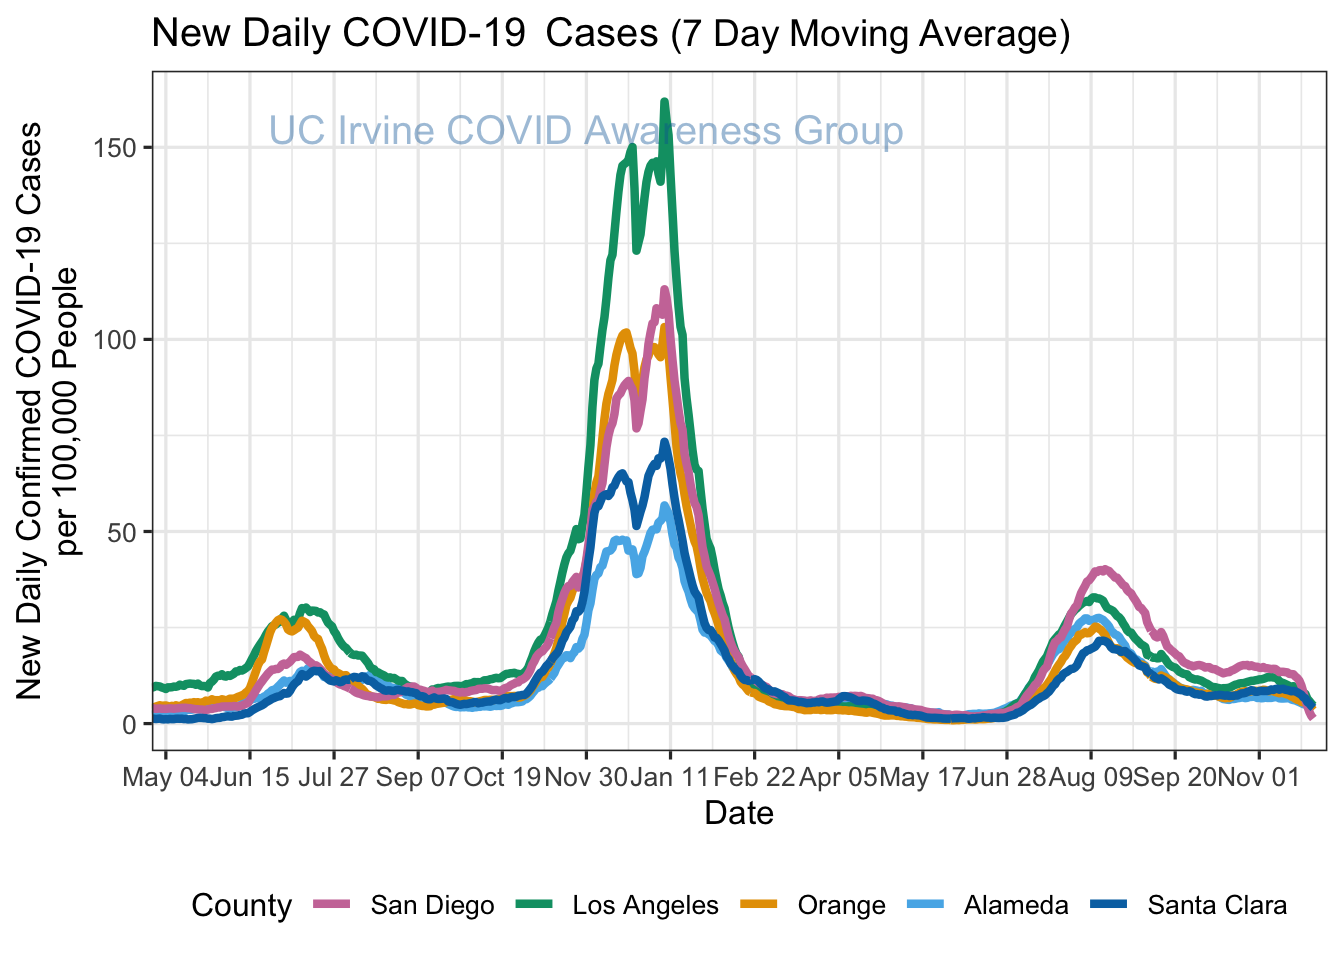 New Daily COVID-19  Cases (7 Day Moving Average)
UC Irvine COVID Awareness Group
New Daily Confirmed COVID-19 Cases
per 100,000 People
150
100
50
0
May 04 Jun 15 Jul 27 Sep 07 Oct 19 Nov 30 Jan 11 Feb 22 Apr 05 May 17 Jun 28 Aug 09 Sep 20 Nov 01
Date
County San Diego Los Angeles Orange Alameda Santa Clara